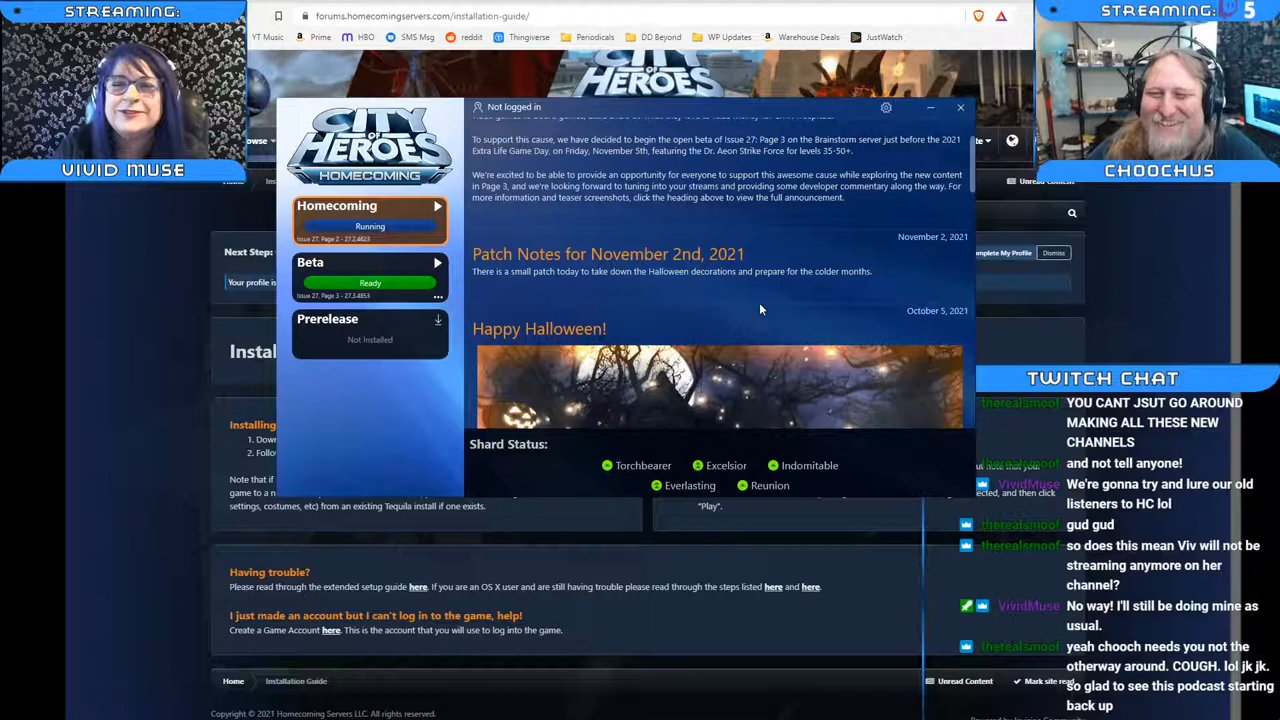 STREAMING:
VIVID MUSE
forums.homecomingservers.com/installation-guide/
YT Music Prime HBO SMS Msg reddit Thingiverse Periodicals DD Beyond WP Updates Warehouse Deals JustWatch
STREAMING: 5
CHOOCHUS
CITY OF HEROES
CITY OF HEROES
HOMECOMING
Not logged in
Homecoming
Running
Issue 27, Page 2 - 27.2.4623
Beta
Ready
Issue 27, Page 3 - 27.3.4653
Prerelease
Not Installed
To support this cause, we have decided to begin the open beta of Issue 27: Page 3 on the Brainstorm server just before the 2021
Extra Life Game Day, on Friday, November 5th, featuring the Dr. Aeon Strike Force for levels 35-50+.
We're excited to be able to provide an opportunity for everyone to support this awesome cause while exploring the new content
in Page 3, and we're looking forward to tuning into your streams and providing some developer commentary along the way. For
more information and teaser screenshots, click the heading above to view the full announcement.
November 2, 2021
Patch Notes for November 2nd, 2021
There is a small patch today to take down the Halloween decorations and prepare for the colder months.
October 5, 2021
Happy Halloween!
Shard Status:
Torchbearer Excelsior Indomitable
Everlasting Reunion
Next Step:
Your profile is
mplete My Profile Dismiss
Unread Content
Instal
Installing
1. Down
2. Follo
Note that if
game to a n
settings, costumes, etc) from an existing Tequila install if one exists.
ected, and then click
"Play".
Having trouble?
Please read through the extended setup guide here. If you are an OS X user and are still having trouble please read through the steps listed here and here.
I just made an account but I can't log in to the game, help!
Create a Game Account here. This is the account that you will use to log into the game.
Home Installation Guide
Unread Content Mark site read
Copyright © 2021 Homecoming Servers LLC. All rights reserved.
TWITCH CHAT
therealsmoof YOU CANT JSUT GO AROUND
MAKING ALL THESE NEW
CHANNELS
therealsmoof and not tell anyone!
VividMuse We're gonna try and lure our old
listeners to HC lol
therealsmoof gud gud
therealsmoof so does this mean Viv will not be
streaming anymore on her
channel?
VividMuse No way! I'll still be doing mine as
usual.
therealsmoof yeah chooch needs you not the
otherway around. COUGH. lol jk jk.
so glad to see this podcast starting
back up